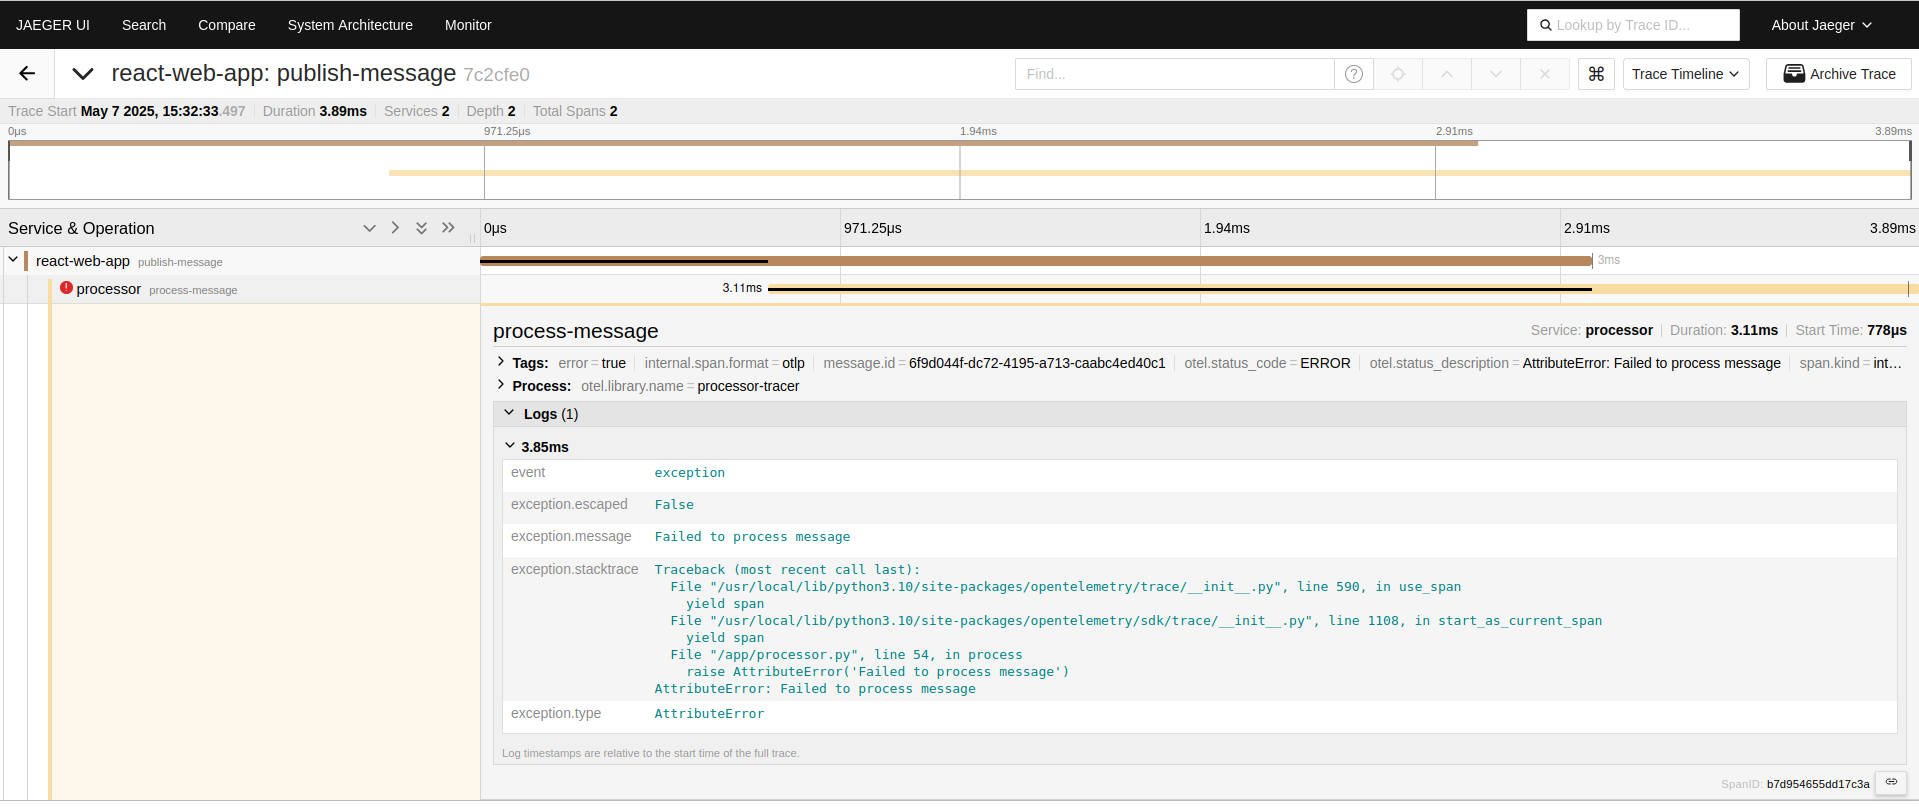 JAEGER UI Search Compare System Architecture Monitor Lookup by Trace ID... About Jaeger
react-web-app: publish-message 7c2cfe0 Find... ? ⌘ Trace Timeline Archive Trace
Trace Start May 7 2025, 15:32:33.497 Duration 3.89ms Services 2 Depth 2 Total Spans 2
0μs 971.25μs 1.94ms 2.91ms 3.89ms
Service & Operation 0μs 971.25μs 1.94ms 2.91ms 3.89ms
react-web-app publish-message 3ms
! processor process-message 3.11ms
process-message Service: processor Duration: 3.11ms Start Time: 778μs
Tags: error = true internal.span.format = otlp message.id = 6f9d044f-dc72-4195-a713-caabc4ed40c1 otel.status_code = ERROR otel.status_description = AttributeError: Failed to process message span.kind = int...
Process: otel.library.name = processor-tracer
Logs (1)
3.85ms
event exception
exception.escaped False
exception.message Failed to process message
exception.stacktrace Traceback (most recent call last):
File "/usr/local/lib/python3.10/site-packages/opentelemetry/trace/__init__.py", line 590, in use_span
yield span
File "/usr/local/lib/python3.10/site-packages/opentelemetry/sdk/trace/__init__.py", line 1108, in start_as_current_span
yield span
File "/app/processor.py", line 54, in process
raise AttributeError('Failed to process message')
AttributeError: Failed to process message
exception.type AttributeError
Log timestamps are relative to the start time of the full trace.
SpanID: b7d954655dd17c3a